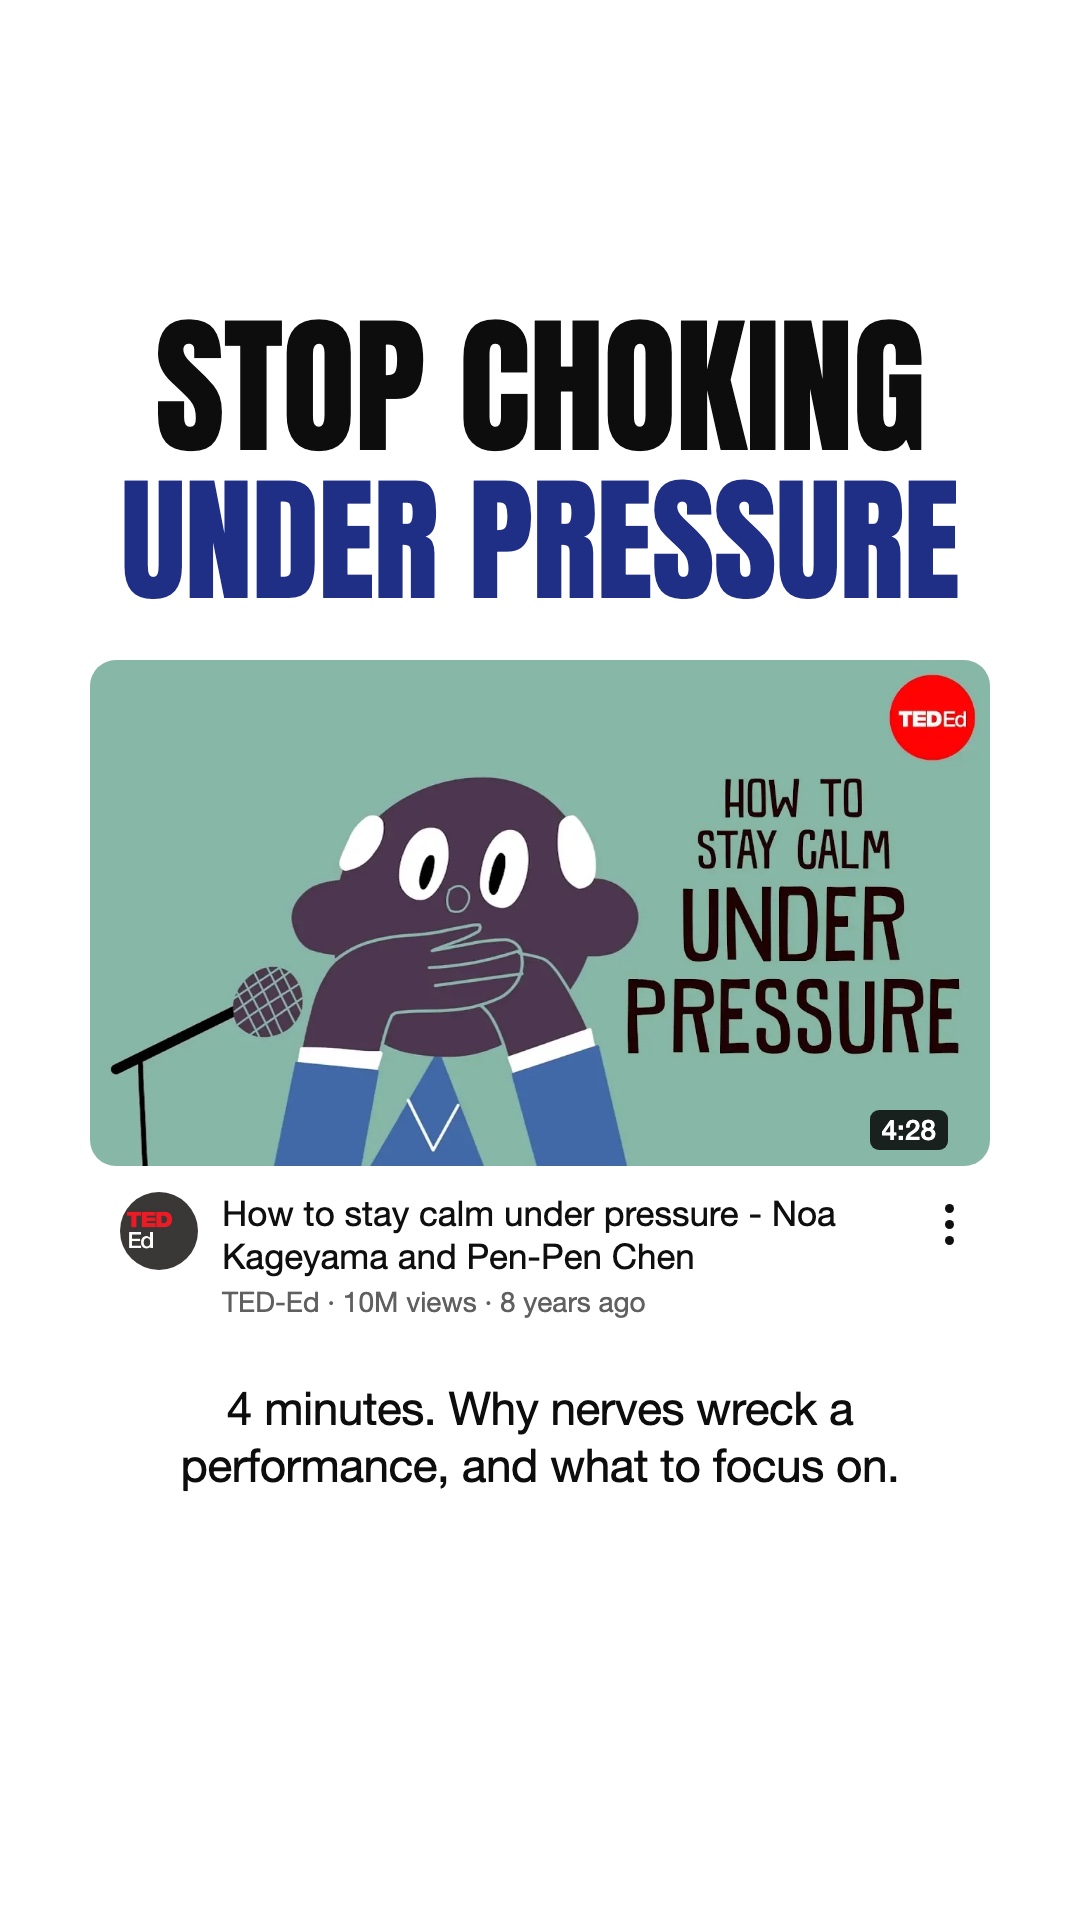 STOP CHOKING
UNDER PRESSURE
TEDEd
HOW TO
STAY CALM
UNDER
PRESSURE
4:28
TED
Ed
How to stay calm under pressure - Noa
Kageyama and Pen-Pen Chen
TED-Ed · 10M views · 8 years ago
4 minutes. Why nerves wreck a
performance, and what to focus on.